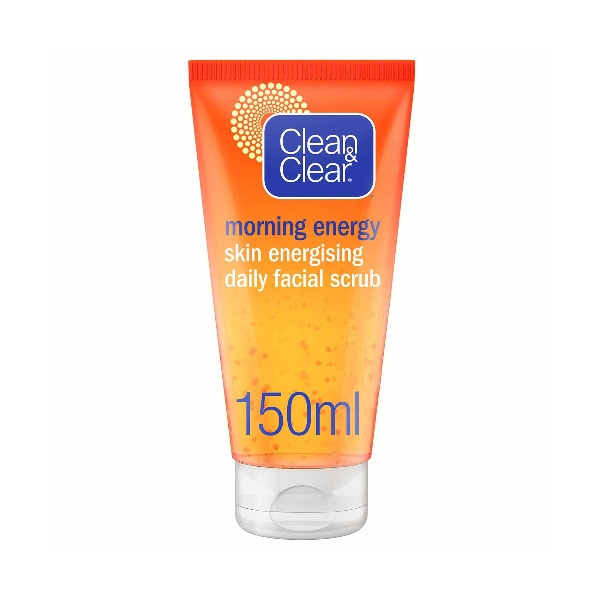 Clean
&
Clear®
morning energy
skin energising
daily facial scrub
150ml